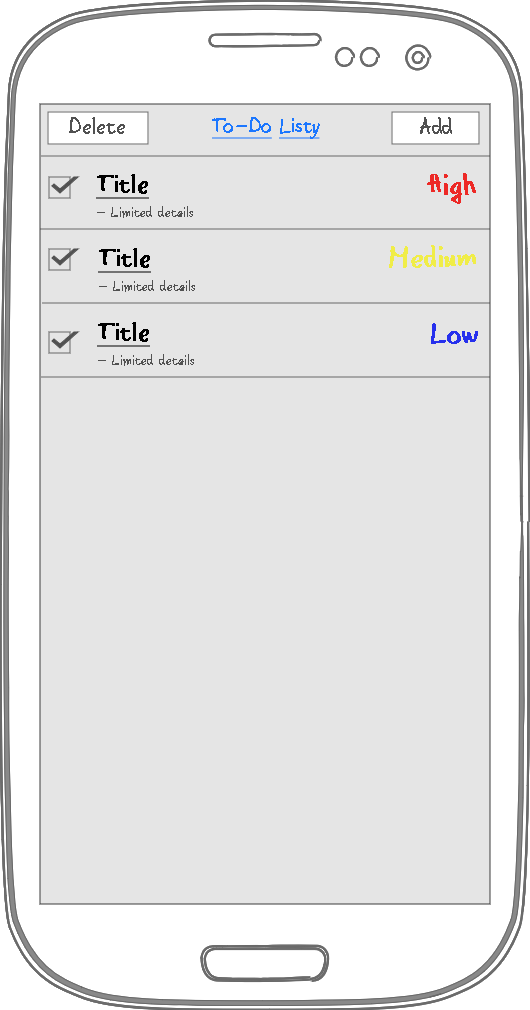 Delete To-Do Listy Add
Title High
- Limited details
Title Medium
- Limited details
Title Low
- Limited details